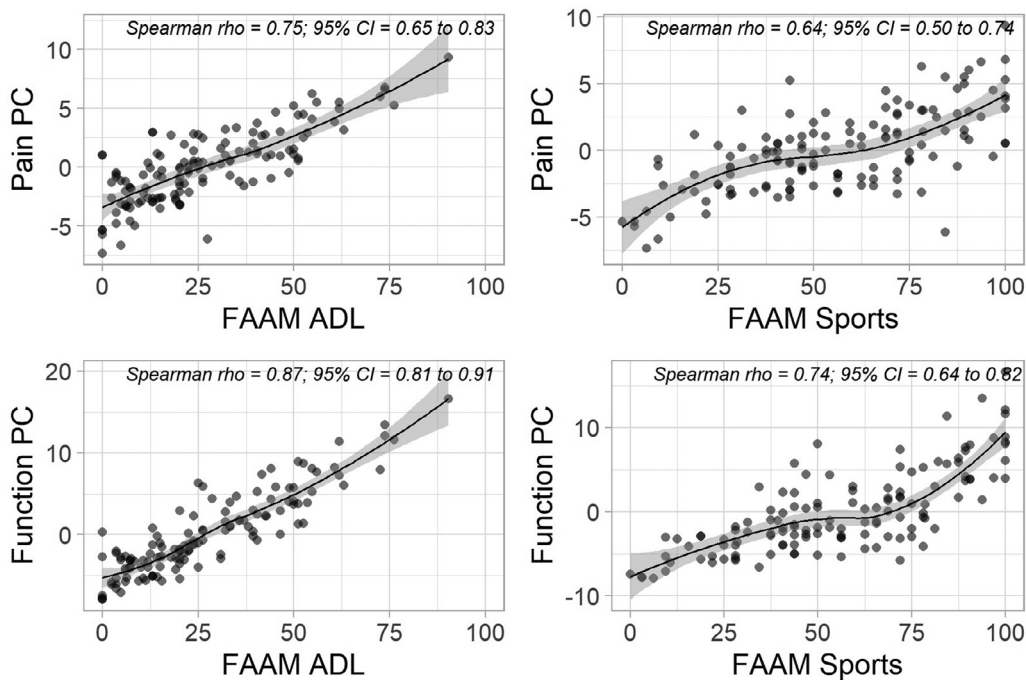 Spearman rho = 0.75; 95% CI = 0.65 to 0.83
10
5
0
-5
Pain PC
0 25 50 75 100
FAAM ADL
Spearman rho = 0.64; 95% CI = 0.50 to 0.74
10
5
0
-5
Pain PC
0 25 50 75 100
FAAM Sports
Spearman rho = 0.87; 95% CI = 0.81 to 0.91
20
10
0
Function PC
0 25 50 75 100
FAAM ADL
Spearman rho = 0.74; 95% CI = 0.64 to 0.82
10
0
-10
Function PC
0 25 50 75 100
FAAM Sports